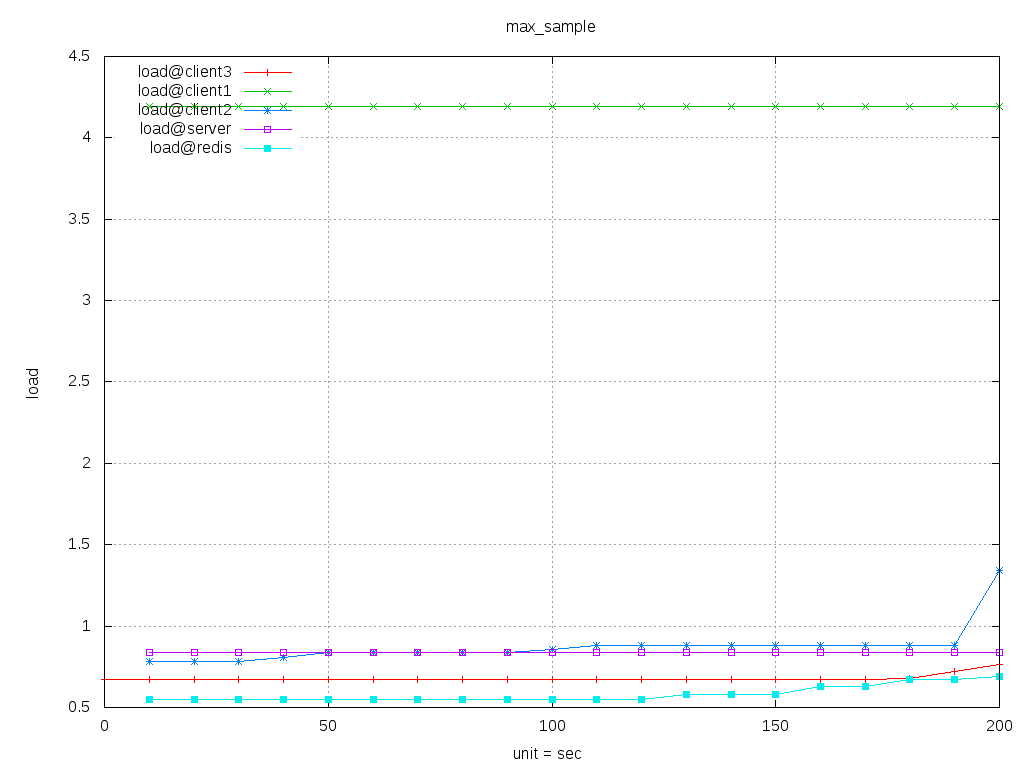 max_sample
load@client3
load@client1
load@client2
load@server
load@redis
4.5
4
3.5
3
2.5
2
1.5
1
0.5
load
0 50 100 150 200
unit = sec